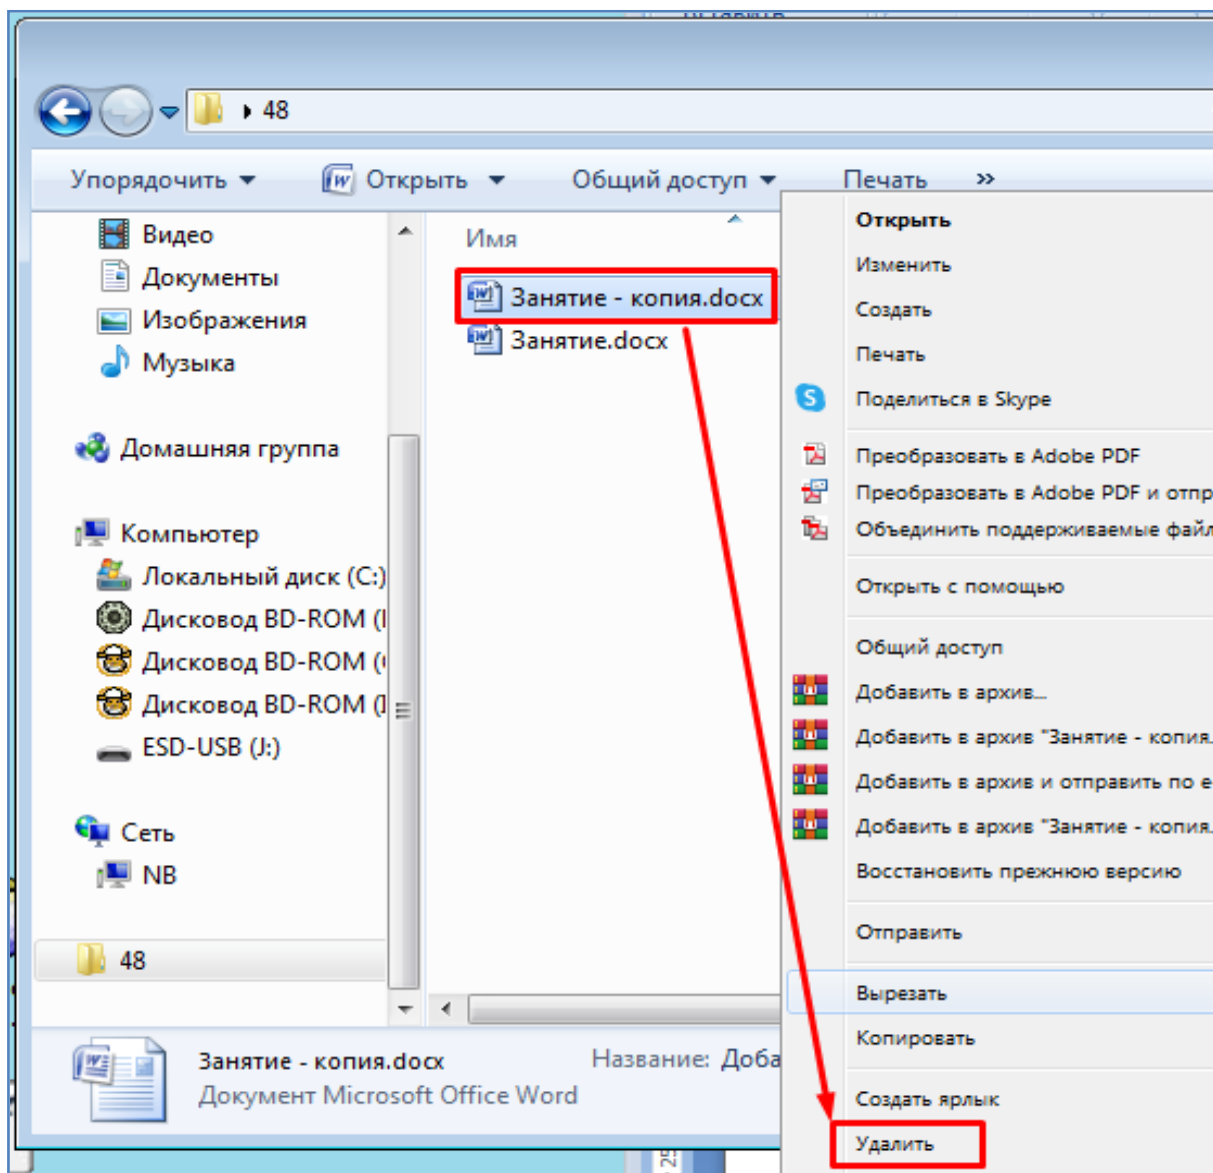 48
Упорядочить
Открыть
Общий доступ
Печать
»
Видео
Документы
Изображения
Музыка
Домашняя группа
Компьютер
Локальный диск (C:)
Дисковод BD-ROM
Дисковод BD-ROM
Дисковод BD-ROM
ESD-USB (J:)
Сеть
NB
48
Имя
Занятие - копия.docx
Занятие.docx
Открыть
Изменить
Создать
Печать
Поделиться в Skype
Преобразовать в Adobe PDF
Преобразовать в Adobe PDF и отпр
Объединить поддерживаемые файл
Открыть с помощью
Общий доступ
Добавить в архив...
Добавить в архив "Занятие - копия.
Добавить в архив и отправить по e
Добавить в архив "Занятие - копия.
Восстановить прежнюю версию
Отправить
Вырезать
Копировать
Создать ярлык
Удалить
Занятие - копия.docx
Название: Доба
Документ Microsoft Office Word
25